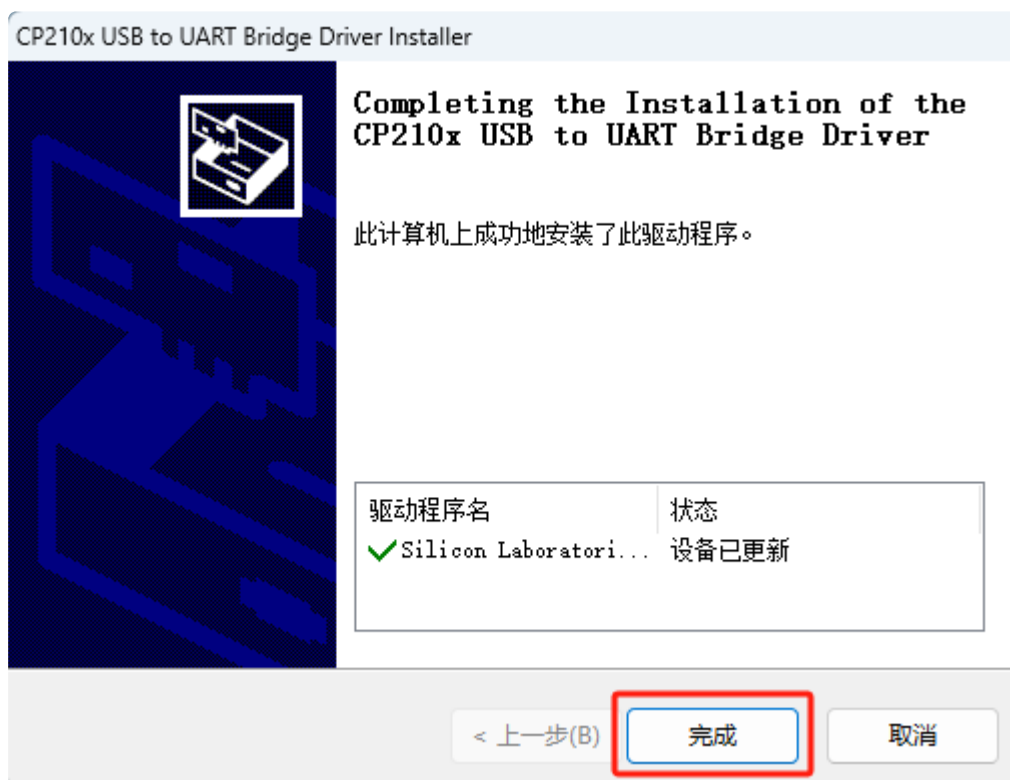 CP210x USB to UART Bridge Driver Installer
Completing the Installation of the
CP210x USB to UART Bridge Driver
此计算机上成功地安装了此驱动程序。
驱动程序名 状态
Silicon Laboratori... 设备已更新
< 上一步(B) 完成 取消